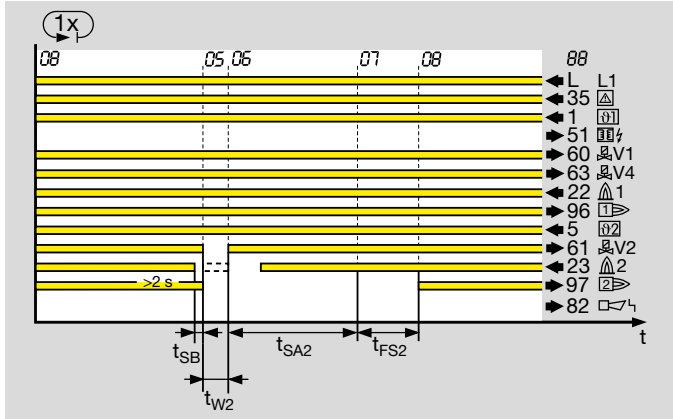 1x
08 05 06 07 08 88
L L1
35
1 ϑ1
51
60 V1
63 V4
22 1
96 1
5 ϑ2
61 V2
23 2
>2 s 97 2
82
t
tSB tSA2 tFS2
tW2